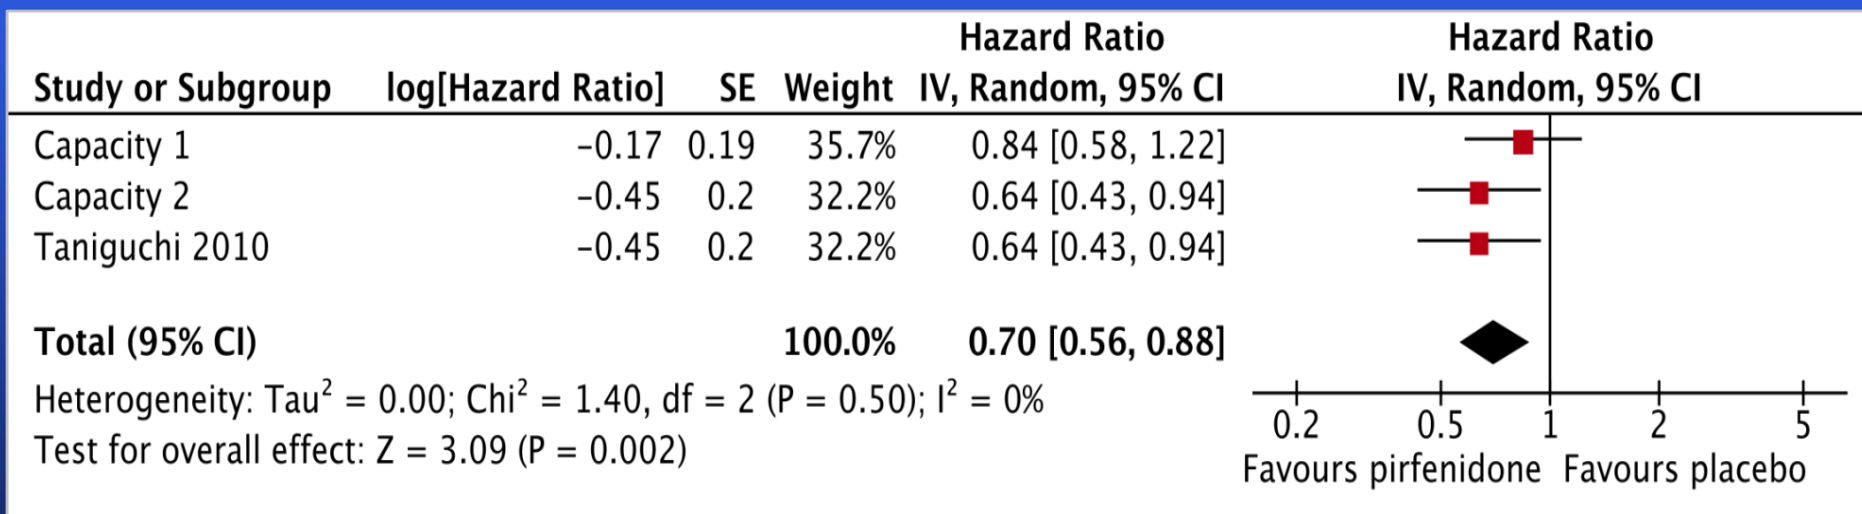 Hazard Ratio Hazard Ratio
Study or Subgroup log[Hazard Ratio] SE Weight IV, Random, 95% CI IV, Random, 95% CI
Capacity 1 −0.17 0.19 35.7% 0.84 [0.58, 1.22]
Capacity 2 −0.45 0.2 32.2% 0.64 [0.43, 0.94]
Taniguchi 2010 −0.45 0.2 32.2% 0.64 [0.43, 0.94]
Total (95% CI) 100.0% 0.70 [0.56, 0.88]
Heterogeneity: Tau² = 0.00; Chi² = 1.40, df = 2 (P = 0.50); I² = 0%
Test for overall effect: Z = 3.09 (P = 0.002)
0.2 0.5 1 2 5
Favours pirfenidone Favours placebo